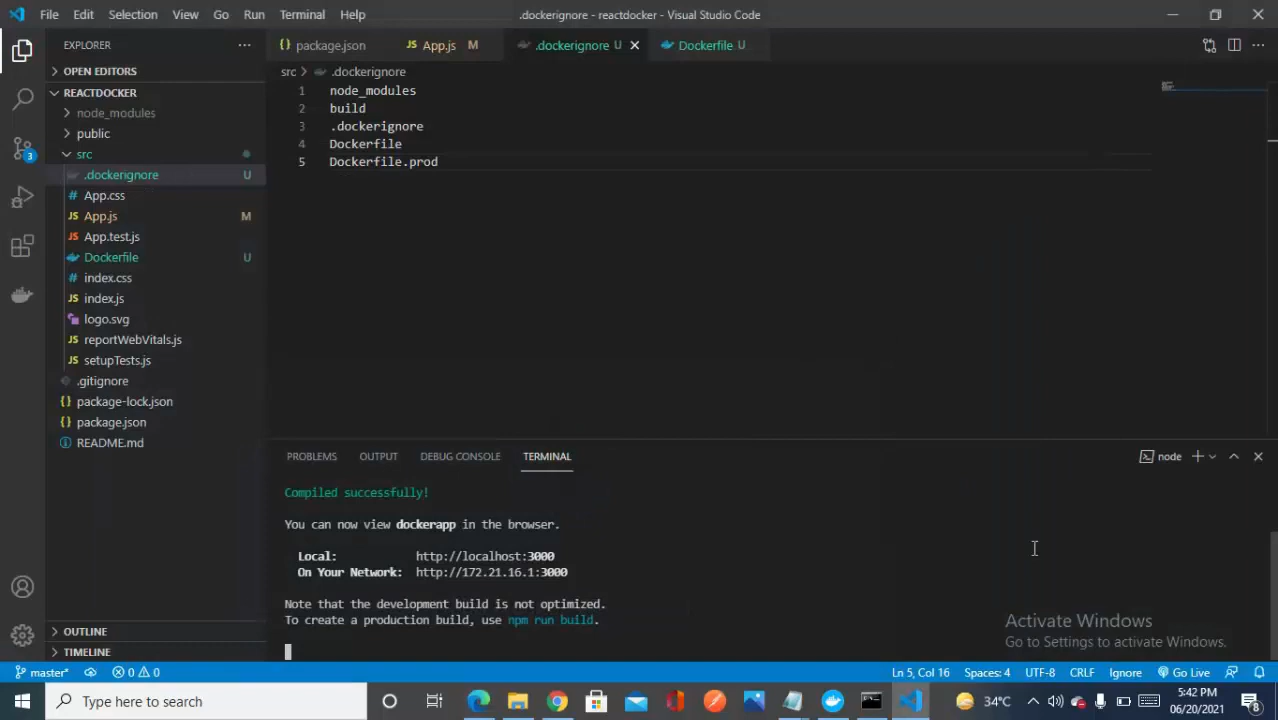 File Edit Selection View Go Run Terminal Help
.dockerignore - reactdocker - Visual Studio Code
EXPLORER
OPEN EDITORS
REACTDOCKER
node_modules
public
src
.dockerignore U
App.css
App.js M
App.test.js
Dockerfile U
index.css
index.js
logo.svg
reportWebVitals.js
setupTests.js
.gitignore
package-lock.json
package.json
README.md
OUTLINE
TIMELINE
3
package.json App.js M .dockerignore U Dockerfile U
src > .dockerignore
1 node_modules
2 build
3 .dockerignore
4 Dockerfile
5 Dockerfile.prod
PROBLEMS OUTPUT DEBUG CONSOLE TERMINAL node
Compiled successfully!
You can now view dockerapp in the browser.
Local: http://localhost:3000
On Your Network: http://172.21.16.1:3000
Note that the development build is not optimized.
To create a production build, use npm run build.
Activate Windows
Go to Settings to activate Windows.
master* 0 0 Ln 5, Col 16 Spaces: 4 UTF-8 CRLF Ignore Go Live
Type here to search
34°C
5:42 PM
06/20/2021
8